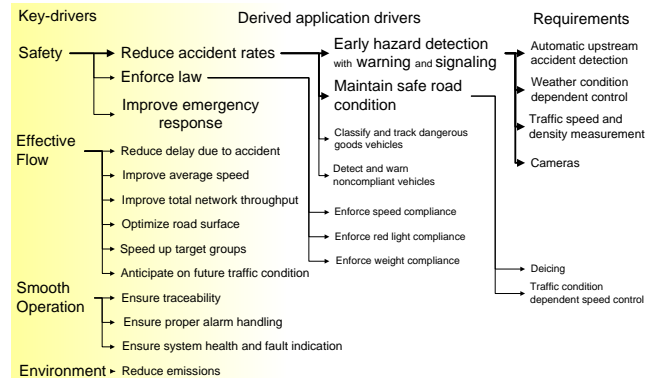 Key-drivers
Derived application drivers
Requirements
Safety
Reduce accident rates
Enforce law
Improve emergency
response
Early hazard detection
with warning and signaling
Maintain safe road
condition
Classify and track dangerous
goods vehicles
Detect and warn
noncompliant vehicles
Enforce speed compliance
Enforce red light compliance
Enforce weight compliance
Automatic upstream
accident detection
Weather condition
dependent control
Traffic speed and
density measurement
Cameras
Deicing
Traffic condition
dependent speed control
Effective
Flow
Reduce delay due to accident
Improve average speed
Improve total network throughput
Optimize road surface
Speed up target groups
Anticipate on future traffic condition
Smooth
Operation
Ensure traceability
Ensure proper alarm handling
Ensure system health and fault indication
Environment
Reduce emissions